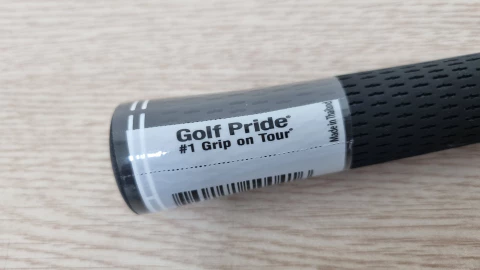 Golf Pride®
#1 Grip on Tour®
Made in Thailand